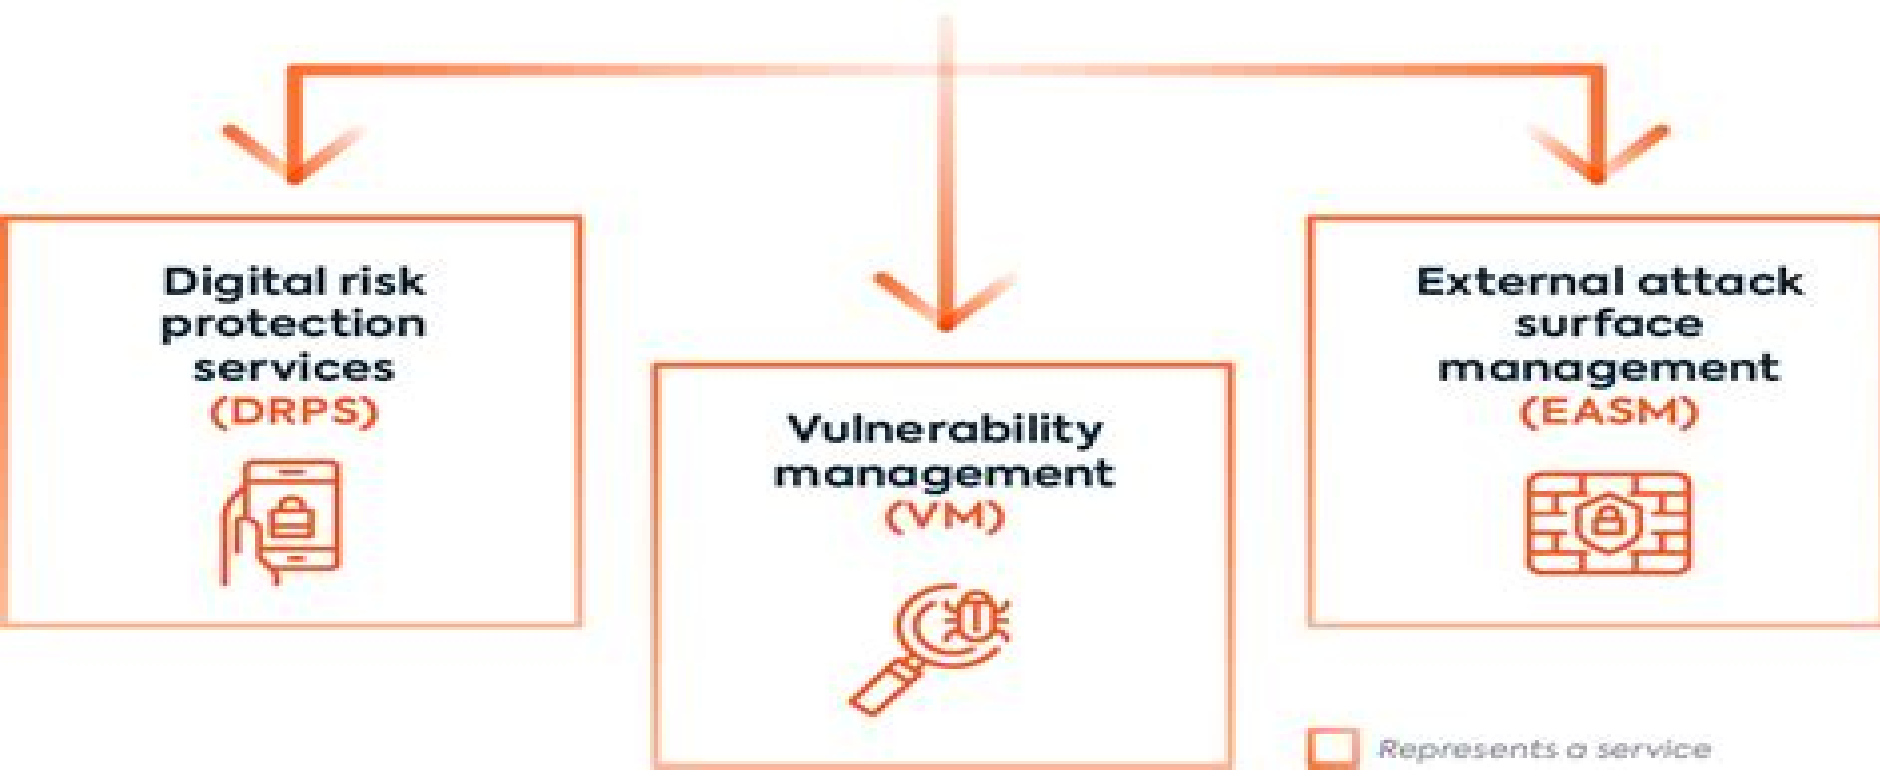 Digital risk
protection
services
(DRPS)
Vulnerability
management
(VM)
External attack
surface
management
(EASM)
Represents a service